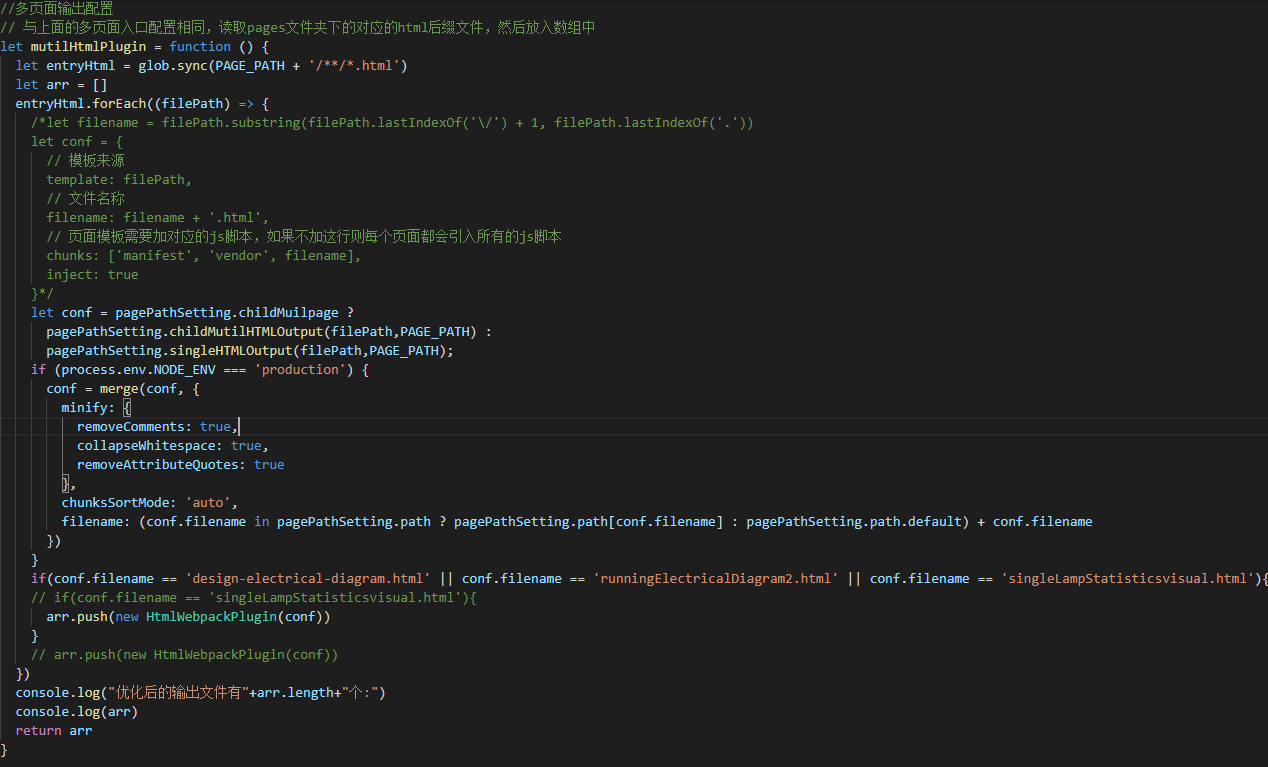 //多页面输出配置
// 与上面的多页面入口配置相同，读取pages文件夹下的对应的html后缀文件，然后放入数组中
let mutilHtmlPlugin = function () {
  let entryHtml = glob.sync(PAGE_PATH + '/**/*.html')
  let arr = []
  entryHtml.forEach((filePath) => {
    /*let filename = filePath.substring(filePath.lastIndexOf('\/') + 1, filePath.lastIndexOf('.'))
    let conf = {
      // 模板来源
      template: filePath,
      // 文件名称
      filename: filename + '.html',
      // 页面模板需要加对应的js脚本，如果不加这行则每个页面都会引入所有的js脚本
      chunks: ['manifest', 'vendor', filename],
      inject: true
    }*/
    let conf = pagePathSetting.childMuilpage ?
      pagePathSetting.childMutilHTMLOutput(filePath,PAGE_PATH) :
      pagePathSetting.singleHTMLOutput(filePath,PAGE_PATH);
    if (process.env.NODE_ENV === 'production') {
      conf = merge(conf, {
        minify: {
          removeComments: true,
          collapseWhitespace: true,
          removeAttributeQuotes: true
        },
        chunksSortMode: 'auto',
        filename: (conf.filename in pagePathSetting.path ? pagePathSetting.path[conf.filename] : pagePathSetting.path.default) + conf.filename
      })
    }
    if(conf.filename == 'design-electrical-diagram.html' || conf.filename == 'runningElectricalDiagram2.html' || conf.filename == 'singleLampStatisticsvisual.html'){
    // if(conf.filename == 'singleLampStatisticsvisual.html'){
      arr.push(new HtmlWebpackPlugin(conf))
    }
    // arr.push(new HtmlWebpackPlugin(conf))
  })
  console.log("优化后的输出文件有"+arr.length+"个:")
  console.log(arr)
  return arr
}